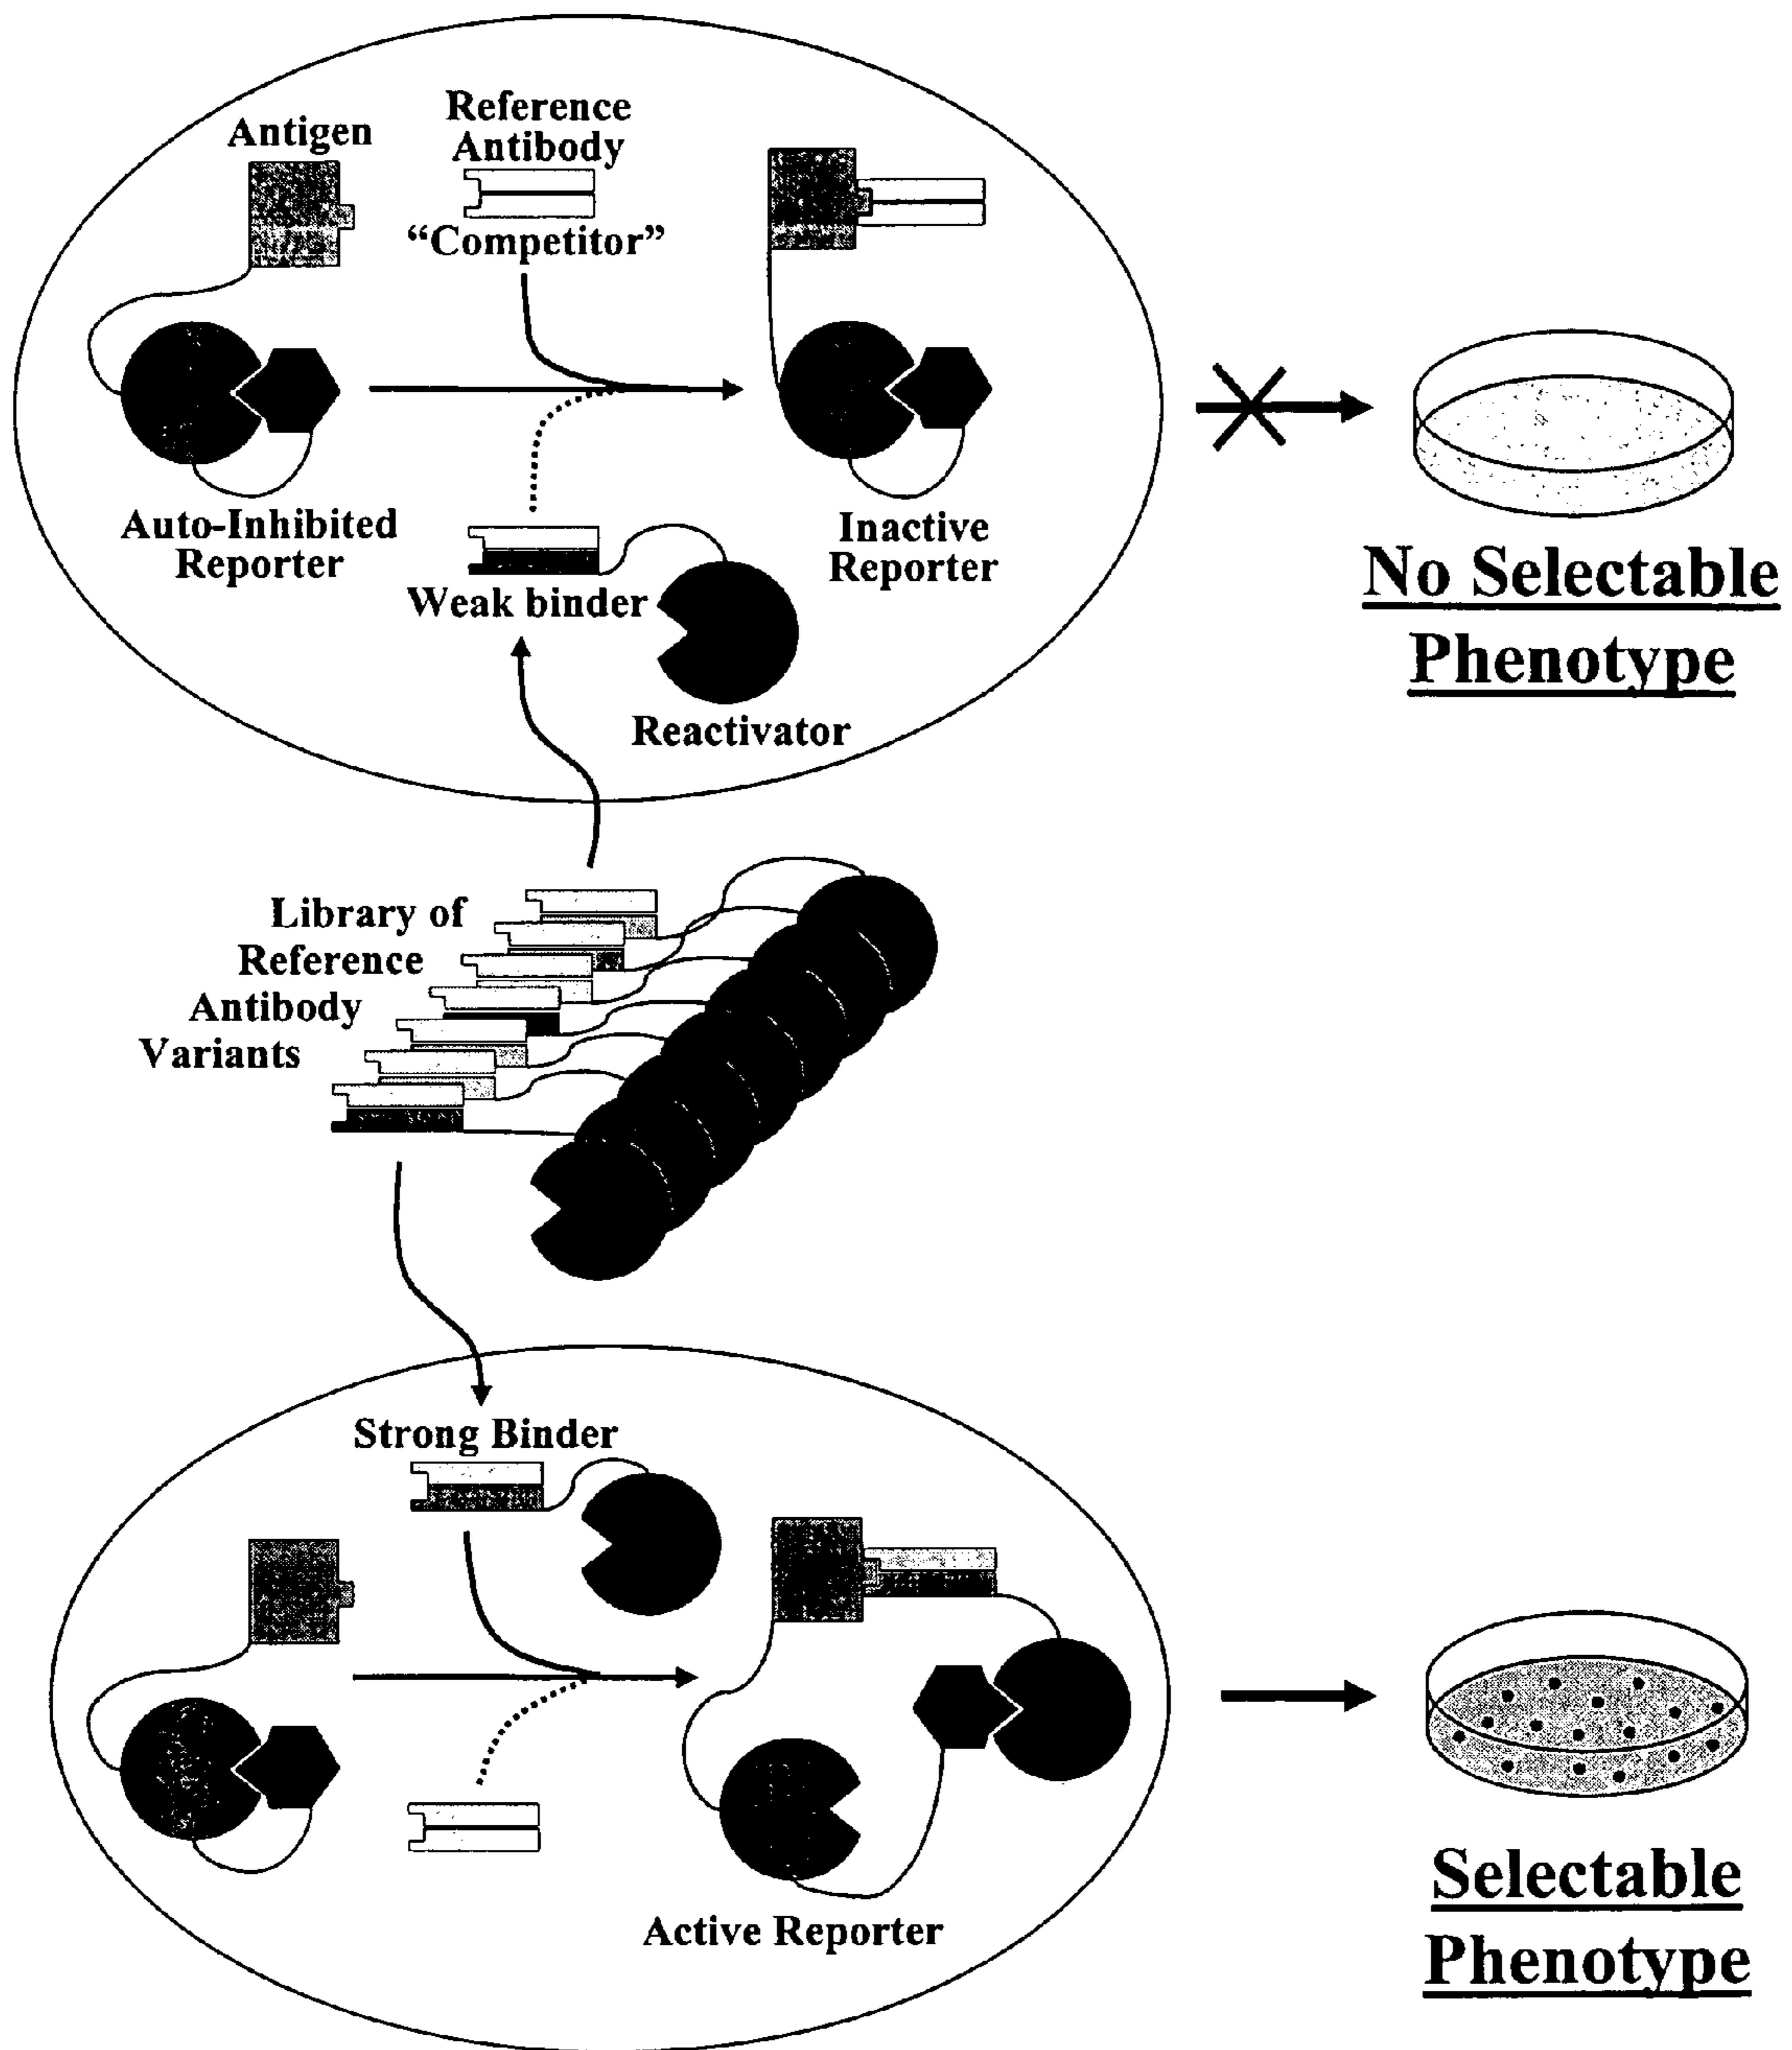 Antigen
Reference
Antibody
“Competitor”
Auto-Inhibited
Reporter
Weak binder
Inactive
Reporter
Reactivator
No Selectable
Phenotype
Library of
Reference
Antibody
Variants
Strong Binder
Active Reporter
Selectable
Phenotype